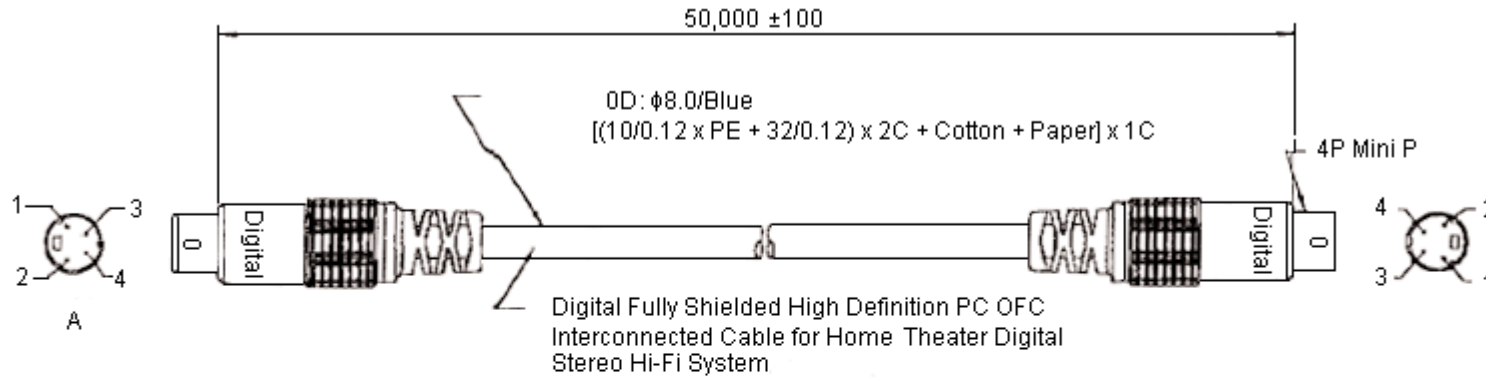 50,000 ±100
0D: ϕ8.0/Blue
[(10/0.12 x PE + 32/0.12) x 2C + Cotton + Paper] x 1C
4P Mini P
1
3
2
4
A
0
Digital
Digital
0
4
2
3
Digital Fully Shielded High Definition PC OFC
Interconnected Cable for Home Theater Digital
Stereo Hi-Fi System